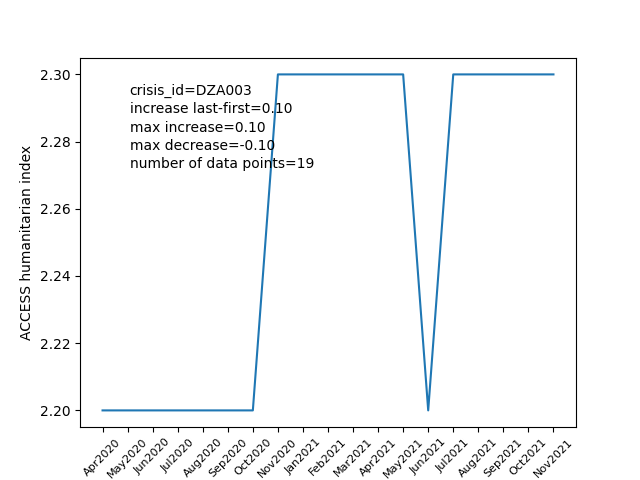 crisis_id=DZA003
increase last-first=0.10
max increase=0.10
max decrease=-0.10
number of data points=19
ACCESS humanitarian index
2.30
2.28
2.26
2.24
2.22
2.20
Apr2020
May2020
Jun2020
Jul2020
Aug2020
Sep2020
Oct2020
Nov2020
Jan2021
Feb2021
Mar2021
Apr2021
May2021
Jun2021
Jul2021
Aug2021
Sep2021
Oct2021
Nov2021